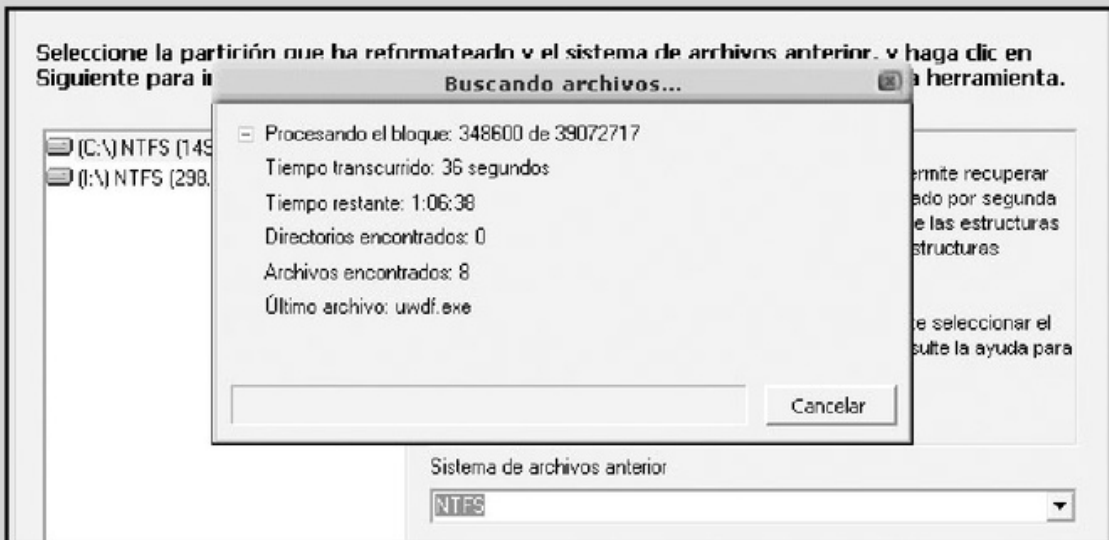 Seleccione la partición que ha reformateado y el sistema de archivos anterior, y haga clic en
Siguiente para a herramienta.
Buscando archivos...
Procesando el bloque: 348600 de 39072717
(C:\) NTFS (149
Tiempo transcurrido: 36 segundos
ermite recuperar
(I:\) NTFS (298.
Tiempo restante: 1:06:38
ado por segunda
e las estructuras
Directorios encontrados: 0
structuras
Archivos encontrados: 8
Último archivo: uwdf.exe
e seleccionar el
sulte la ayuda para
Cancelar
Sistema de archivos anterior
NTFS